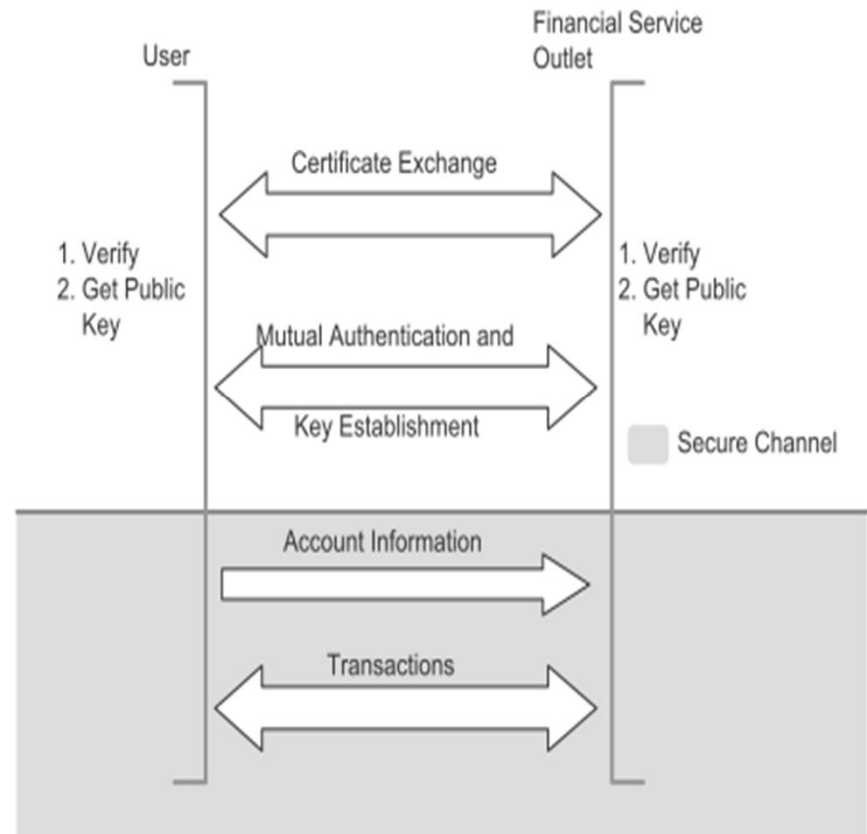 User
Financial Service
Outlet
Certificate Exchange
1. Verify
2. Get Public
Key
1. Verify
2. Get Public
Key
Mutual Authentication and
Key Establishment
Secure Channel
Account Information
Transactions